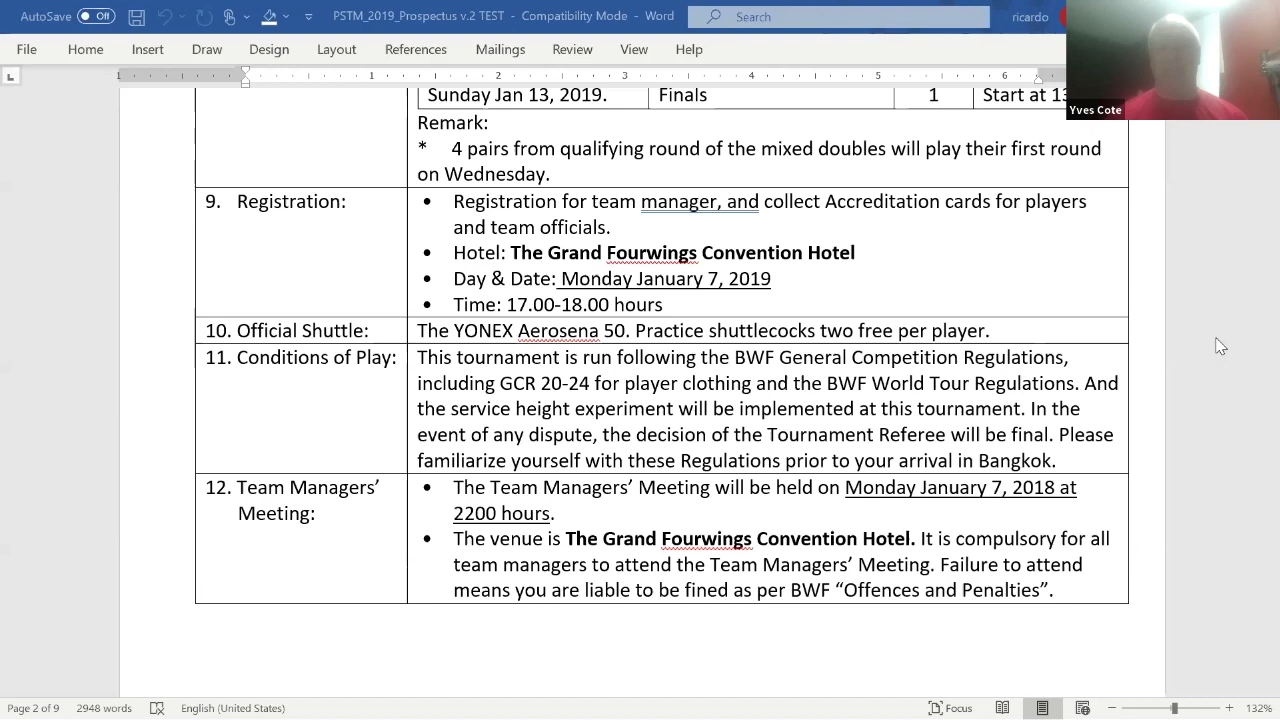 AutoSave Off PSTM_2019_Prospectus v.2 TEST - Compatibility Mode - Word Search ricardo
File Home Insert Draw Design Layout References Mailings Review View Help
Yves Cote
1 1 2 3 4 5 6
Sunday Jan 13, 2019. Finals 1 Start at
Remark:
* 4 pairs from qualifying round of the mixed doubles will play their first round
on Wednesday.
9. Registration: • Registration for team manager, and collect Accreditation cards for players
and team officials.
• Hotel: The Grand Fourwings Convention Hotel
• Day & Date: Monday January 7, 2019
• Time: 17.00-18.00 hours
10. Official Shuttle: The YONEX Aerosena 50. Practice shuttlecocks two free per player.
11. Conditions of Play: This tournament is run following the BWF General Competition Regulations,
including GCR 20-24 for player clothing and the BWF World Tour Regulations. And
the service height experiment will be implemented at this tournament. In the
event of any dispute, the decision of the Tournament Referee will be final. Please
familiarize yourself with these Regulations prior to your arrival in Bangkok.
12. Team Managers’ • The Team Managers’ Meeting will be held on Monday January 7, 2018 at
Meeting: 2200 hours.
• The venue is The Grand Fourwings Convention Hotel. It is compulsory for all
team managers to attend the Team Managers’ Meeting. Failure to attend
means you are liable to be fined as per BWF “Offences and Penalties”.
Page 2 of 9 2948 words English (United States) Focus 132%